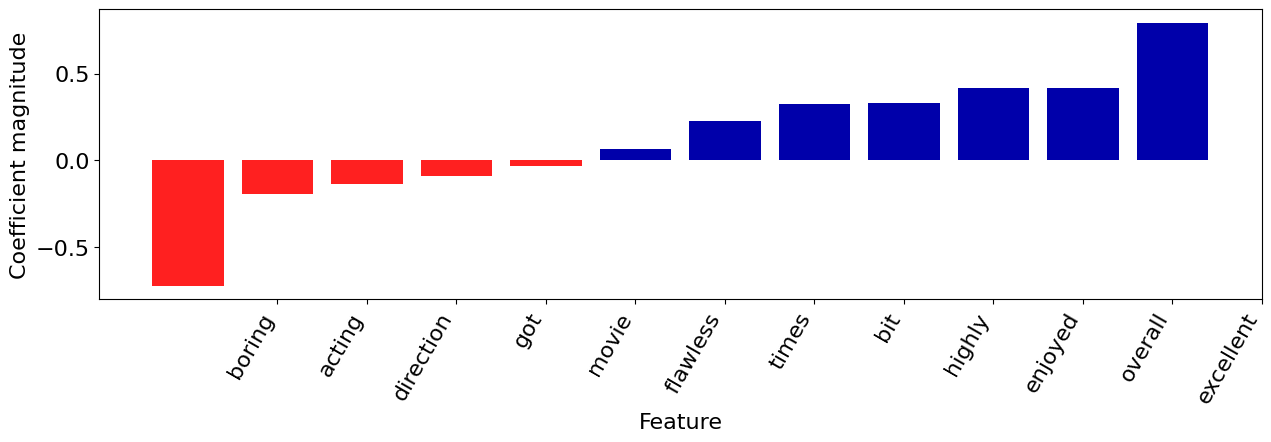 Coefficient magnitude
0.5
0.0
−0.5
boring
acting
direction
got
movie
flawless
times
bit
highly
enjoyed
overall
excellent
Feature